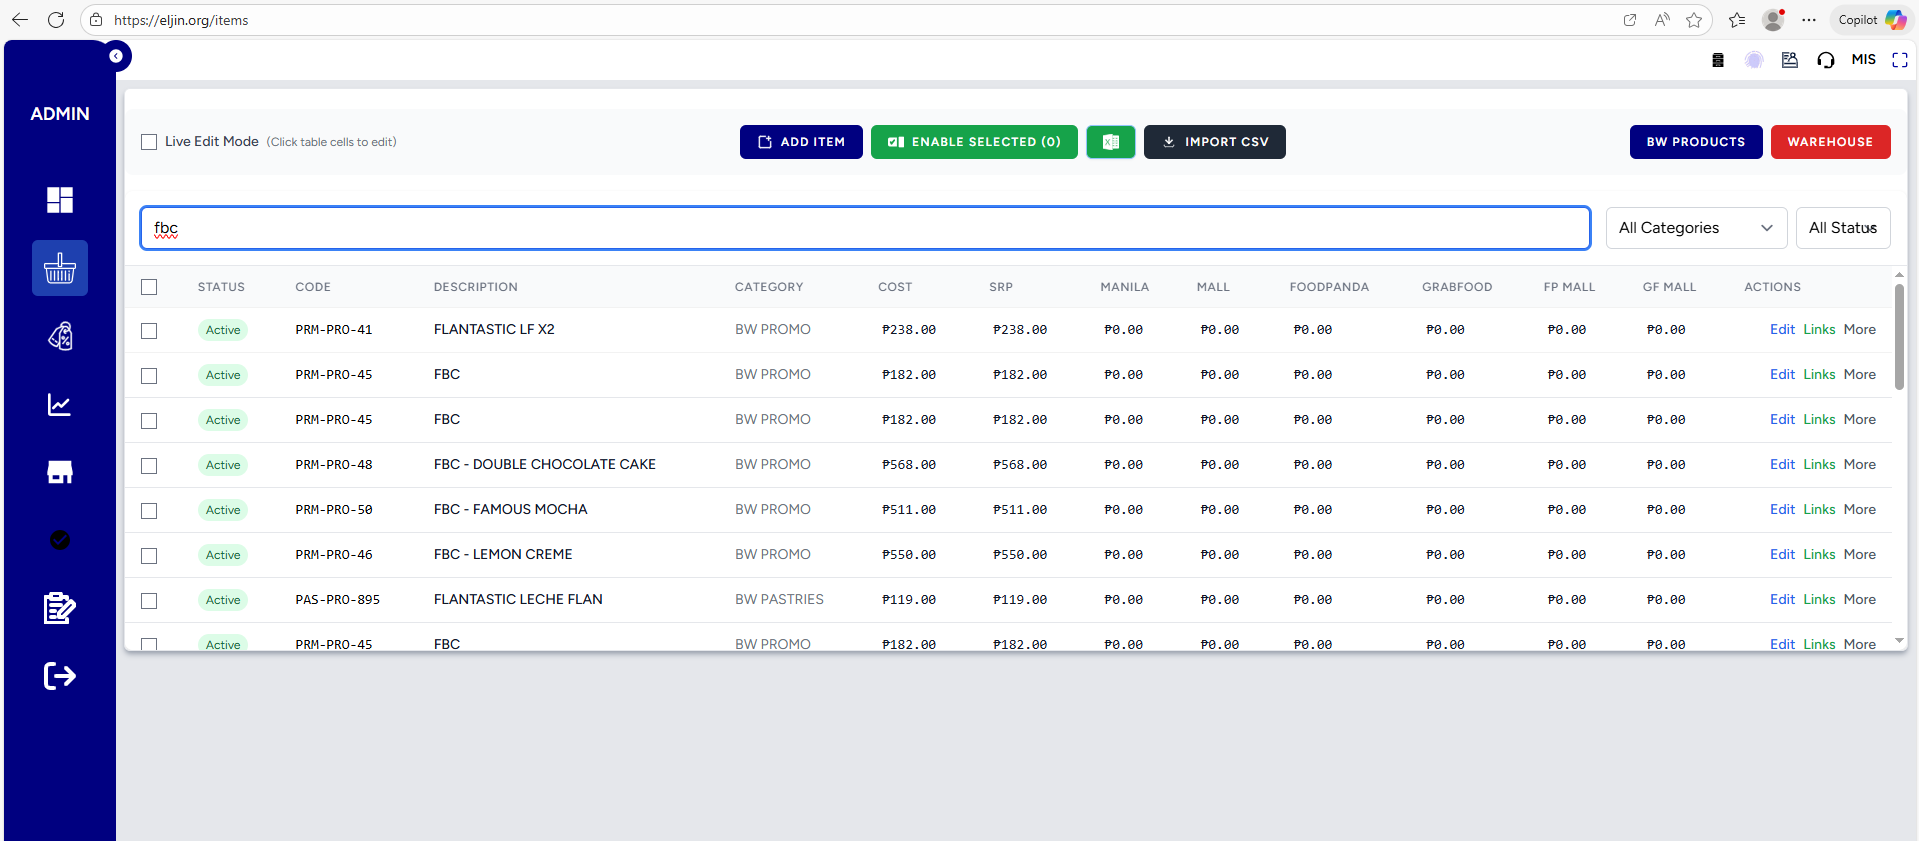 https://eljin.org/items
Copilot
MIS
ADMIN
Live Edit Mode (Click table cells to edit)
ADD ITEM
ENABLE SELECTED (0)
IMPORT CSV
BW PRODUCTS
WAREHOUSE
fbc
All Categories
All Status
STATUS CODE DESCRIPTION CATEGORY COST SRP MANILA MALL FOODPANDA GRABFOOD FP MALL GF MALL ACTIONS
Active PRM-PRO-41 FLANTASTIC LF X2 BW PROMO ₱238.00 ₱238.00 ₱0.00 ₱0.00 ₱0.00 ₱0.00 ₱0.00 ₱0.00 Edit Links More
Active PRM-PRO-45 FBC BW PROMO ₱182.00 ₱182.00 ₱0.00 ₱0.00 ₱0.00 ₱0.00 ₱0.00 ₱0.00 Edit Links More
Active PRM-PRO-45 FBC BW PROMO ₱182.00 ₱182.00 ₱0.00 ₱0.00 ₱0.00 ₱0.00 ₱0.00 ₱0.00 Edit Links More
Active PRM-PRO-48 FBC - DOUBLE CHOCOLATE CAKE BW PROMO ₱568.00 ₱568.00 ₱0.00 ₱0.00 ₱0.00 ₱0.00 ₱0.00 ₱0.00 Edit Links More
Active PRM-PRO-50 FBC - FAMOUS MOCHA BW PROMO ₱511.00 ₱511.00 ₱0.00 ₱0.00 ₱0.00 ₱0.00 ₱0.00 ₱0.00 Edit Links More
Active PRM-PRO-46 FBC - LEMON CREME BW PROMO ₱550.00 ₱550.00 ₱0.00 ₱0.00 ₱0.00 ₱0.00 ₱0.00 ₱0.00 Edit Links More
Active PAS-PRO-895 FLANTASTIC LECHE FLAN BW PASTRIES ₱119.00 ₱119.00 ₱0.00 ₱0.00 ₱0.00 ₱0.00 ₱0.00 ₱0.00 Edit Links More
Active PRM-PRO-45 FBC BW PROMO ₱182.00 ₱182.00 ₱0.00 ₱0.00 ₱0.00 ₱0.00 ₱0.00 ₱0.00 Edit Links More